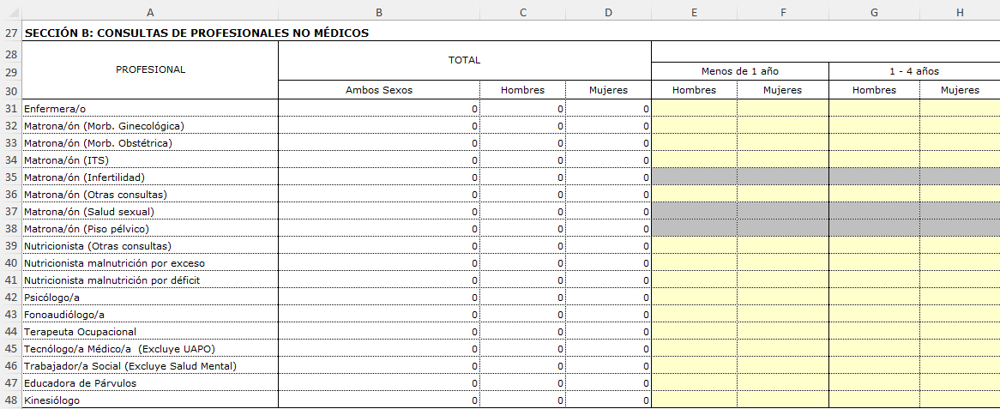 A B C D E F G H
27 SECCIÓN B: CONSULTAS DE PROFESIONALES NO MÉDICOS
28 PROFESIONAL TOTAL
29 Menos de 1 año 1 - 4 años
30 Ambos Sexos Hombres Mujeres Hombres Mujeres Hombres Mujeres
31 Enfermera/o 0 0 0
32 Matrona/ón (Morb. Ginecológica) 0 0 0
33 Matrona/ón (Morb. Obstétrica) 0 0 0
34 Matrona/ón (ITS) 0 0 0
35 Matrona/ón (Infertilidad) 0 0 0
36 Matrona/ón (Otras consultas) 0 0 0
37 Matrona/ón (Salud sexual) 0 0 0
38 Matrona/ón (Piso pélvico) 0 0 0
39 Nutricionista (Otras consultas) 0 0 0
40 Nutricionista malnutrición por exceso 0 0 0
41 Nutricionista malnutrición por déficit 0 0 0
42 Psicólogo/a 0 0 0
43 Fonoaudiólogo/a 0 0 0
44 Terapeuta Ocupacional 0 0 0
45 Tecnólogo/a Médico/a (Excluye UAPO) 0 0 0
46 Trabajador/a Social (Excluye Salud Mental) 0 0 0
47 Educadora de Párvulos 0 0 0
48 Kinesiólogo 0 0 0